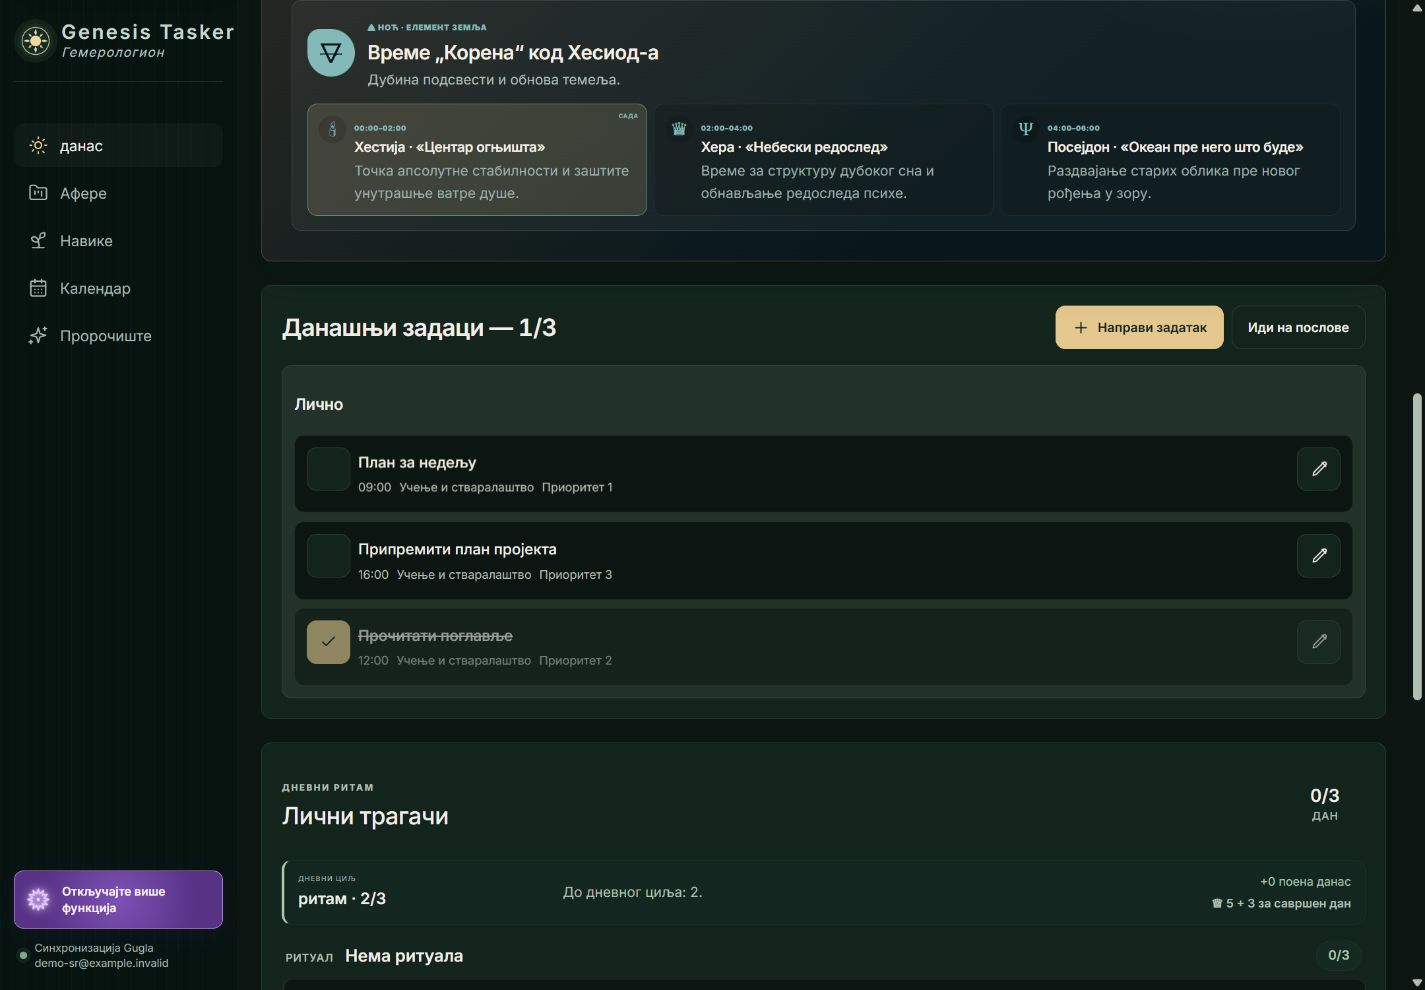 Genesis Tasker
Гемерологион
данас
Афере
Навике
Календар
Пророчиште
Откључајте више
функција
Синхронизација Gugla
demo-sr@example.invalid
НОЋ · ЕЛЕМЕНТ ЗЕМЉА
Време „Корена“ код Хесиод-а
Дубина подсвести и обнова темеља.
САДА
00:00–02:00
Хестија · «Центар огњишта»
Точка апсолутне стабилности и заштите
унутрашње ватре душе.
02:00–04:00
Хера · «Небески редослед»
Време за структуру дубоког сна и
обнављање редоследа психе.
04:00–06:00
Посејдон · «Океан пре него што буде»
Раздвајање старих облика пре новог
рођења у зору.
Данашњи задаци — 1/3
Направи задатак
Иди на послове
Лично
План за недељу
09:00 Учење и стваралаштво Приоритет 1
Припремити план пројекта
16:00 Учење и стваралаштво Приоритет 3
Прочитати поглавље
12:00 Учење и стваралаштво Приоритет 2
ДНЕВНИ РИТАМ
Лични трагачи
0/3
ДАН
ДНЕВНИ ЦИЉ
ритам · 2/3
До дневног циља: 2.
+0 поена данас
5 + 3 за савршен дан
РИТУАЛ Нема ритуала
0/3